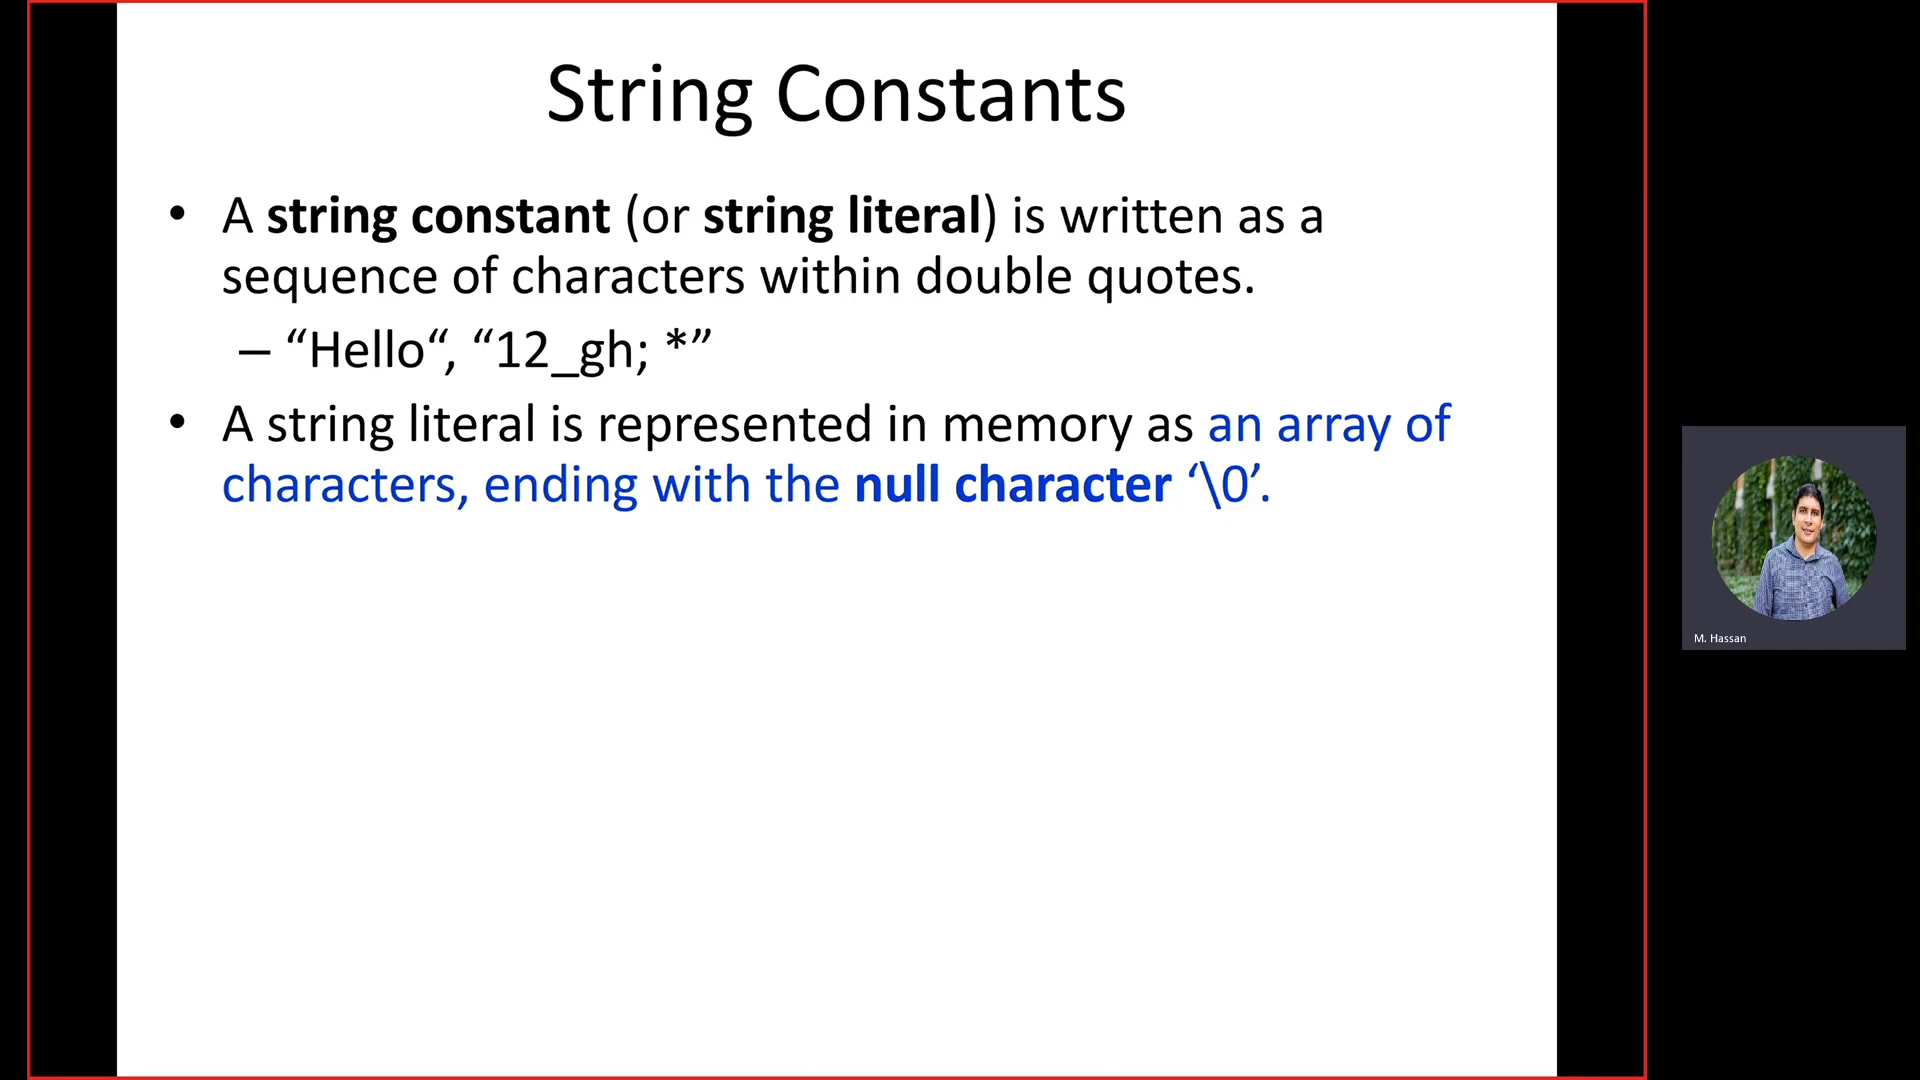 String Constants
• A string constant (or string literal) is written as a
sequence of characters within double quotes.
– “Hello“, “12_gh; *”
• A string literal is represented in memory as an array of
characters, ending with the null character ‘\0’.
M. Hassan